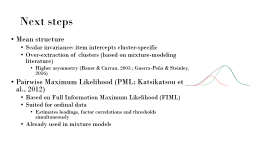 Next steps
• Mean structure
• Scalar invariance: item intercepts cluster-specific
• Over-extraction of clusters (based on mixture-modeling
literature)
• Higher asymmetry (Bauer & Curran, 2003 ; Guerra-Peña & Steinley,
2016)
• Pairwise Maximum Likelihood (PML; Katsikatsou et
al., 2012)
• Based on Full Information Maximum Likelihood (FIML)
• Suited for ordinal data
• Estimates loadings, factor correlations and thresholds
simultaneously
• Already used in mixture models